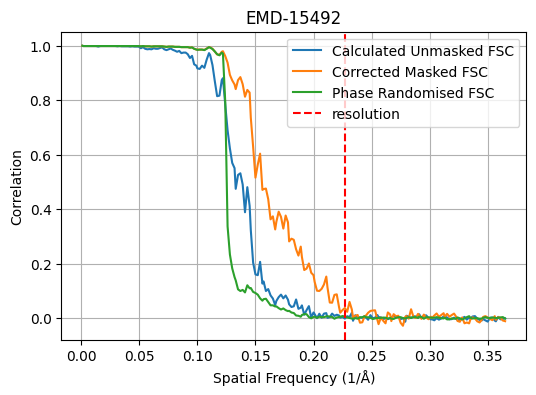 EMD-15492
Calculated Unmasked FSC
Corrected Masked FSC
Phase Randomised FSC
resolution
Correlation
1.0
0.8
0.6
0.4
0.2
0.0
0.00 0.05 0.10 0.15 0.20 0.25 0.30 0.35
Spatial Frequency (1/Å)